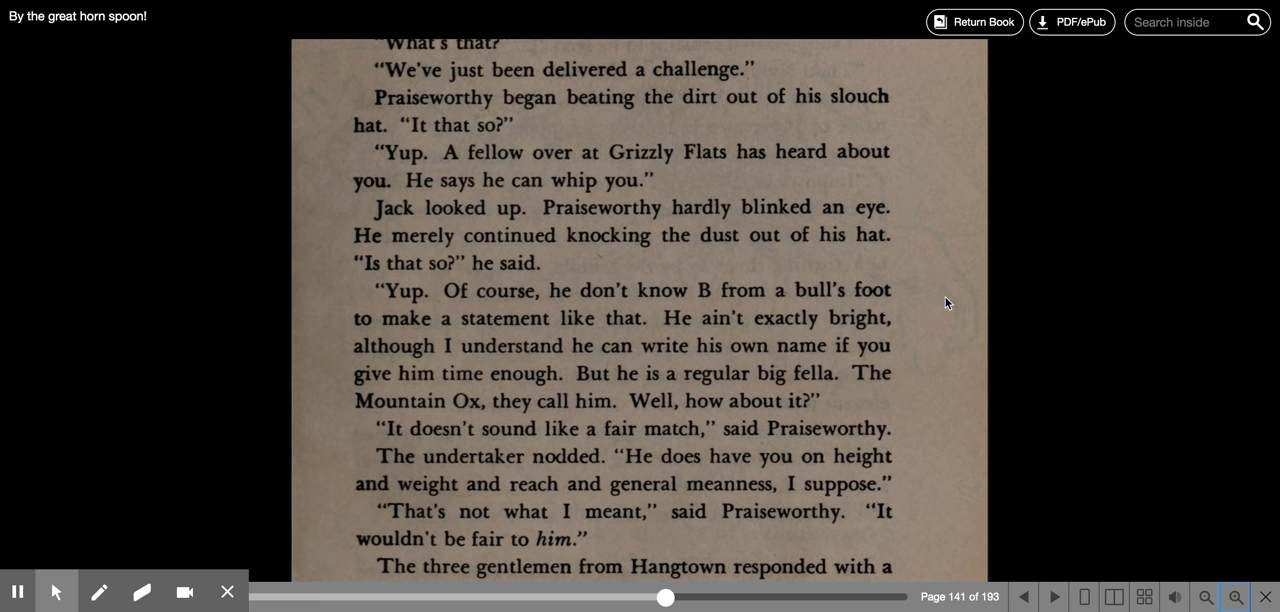 By the great horn spoon!
Return Book
PDF/ePub
Search inside
"What's that?
"We've just been delivered a challenge."
Praiseworthy began beating the dirt out of his slouch
hat. "It that so?"
"Yup. A fellow over at Grizzly Flats has heard about
you. He says he can whip you."
Jack looked up. Praiseworthy hardly blinked an eye.
He merely continued knocking the dust out of his hat.
"Is that so?" he said.
"Yup. Of course, he don't know B from a bull's foot
to make a statement like that. He ain't exactly bright,
although I understand he can write his own name if you
give him time enough. But he is a regular big fella. The
Mountain Ox, they call him. Well, how about it?"
"It doesn't sound like a fair match," said Praiseworthy.
The undertaker nodded. "He does have you on height
and weight and reach and general meanness, I suppose."
"That's not what I meant," said Praiseworthy. "It
wouldn't be fair to him."
The three gentlemen from Hangtown responded with a
Page 141 of 193